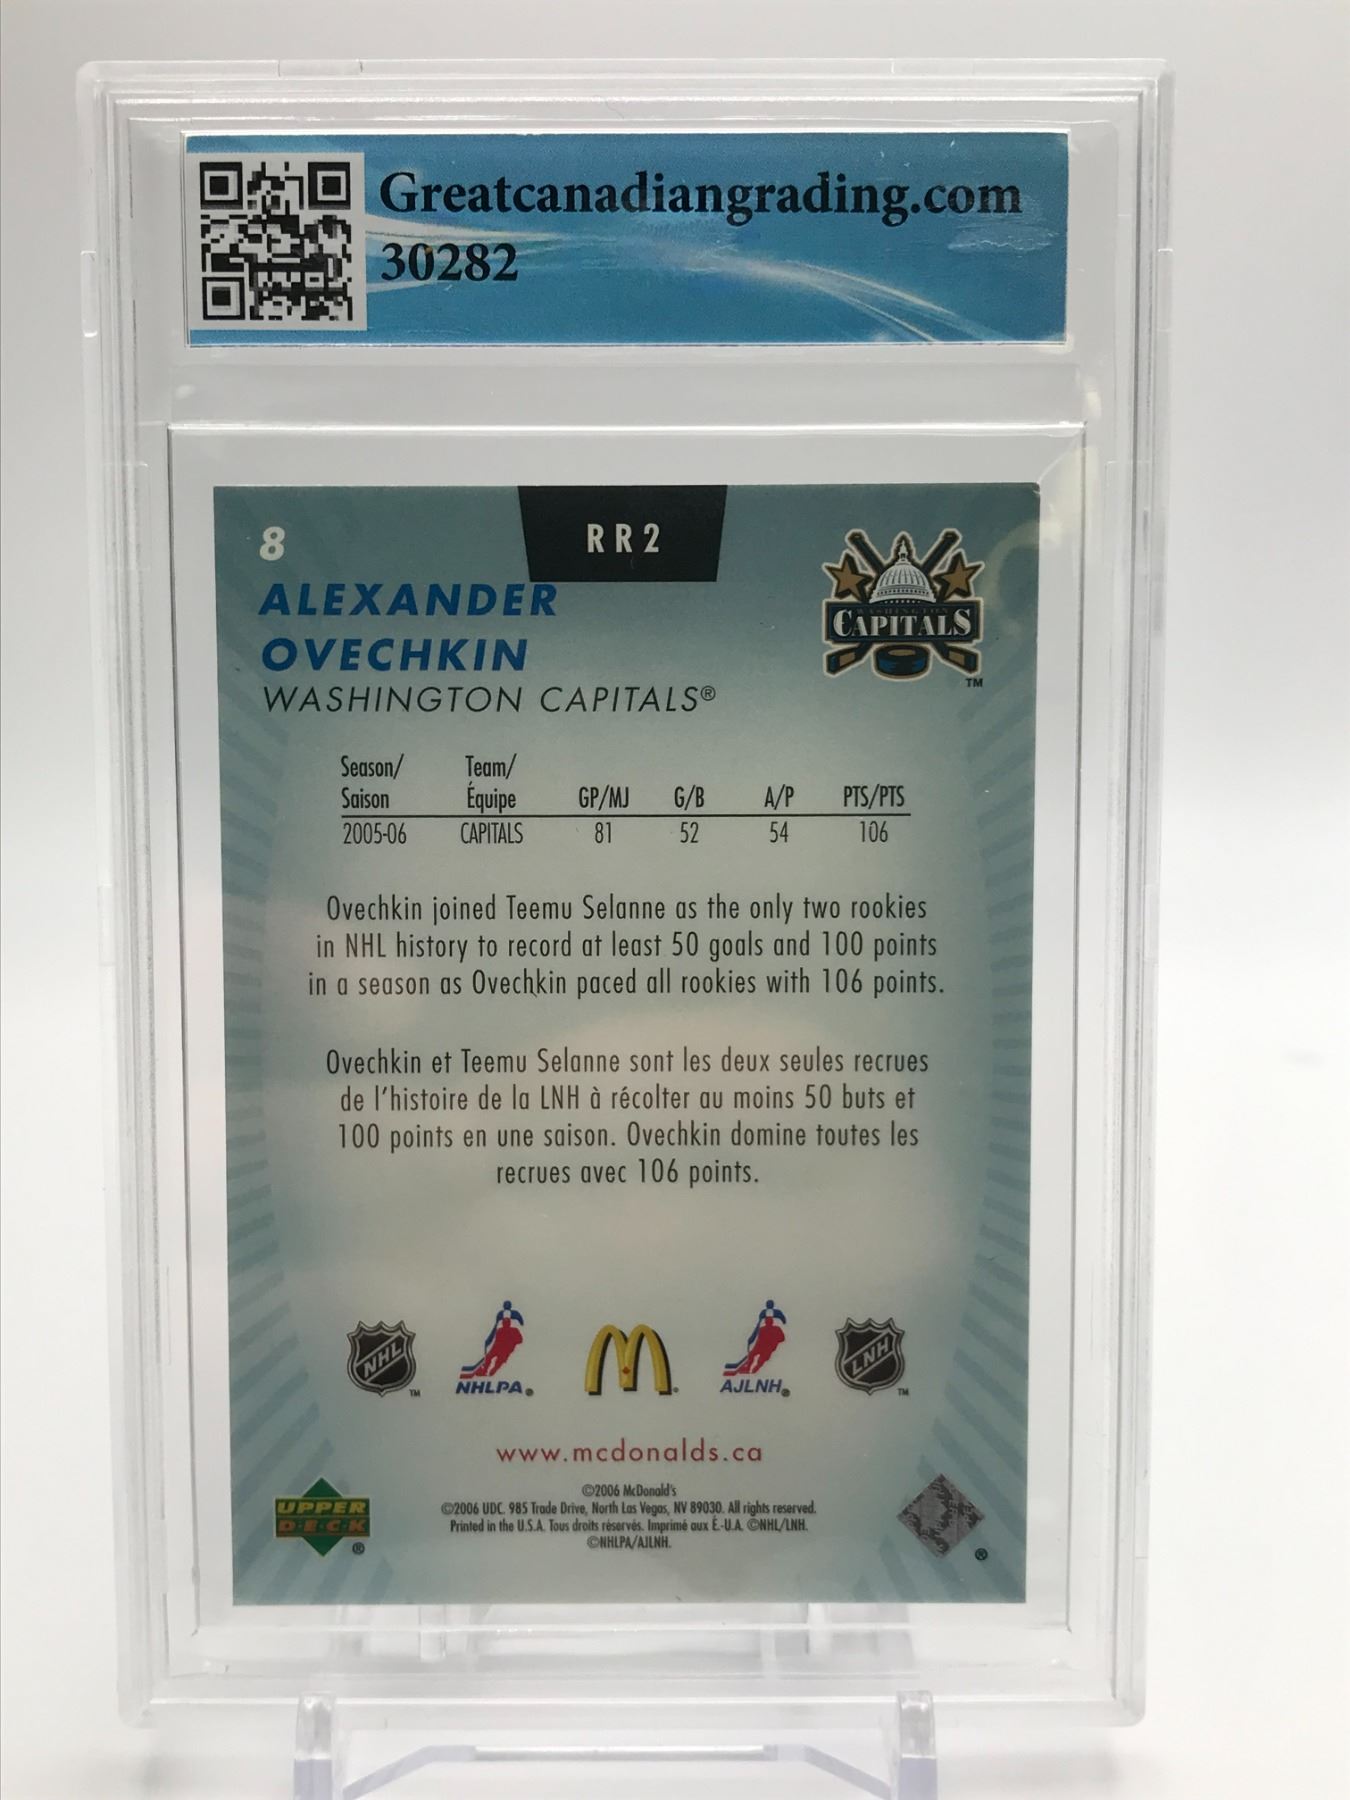 Greatcanadiangrading.com
30282
8
RR2
ALEXANDER
OVECHKIN
WASHINGTON CAPITALS®
WASHINGTON
CAPITALS
TM
Season/ Team/
Saison Équipe GP/MJ G/B A/P PTS/PTS
2005-06 CAPITALS 81 52 54 106
Ovechkin joined Teemu Selanne as the only two rookies
in NHL history to record at least 50 goals and 100 points
in a season as Ovechkin paced all rookies with 106 points.
Ovechkin et Teemu Selanne sont les deux seules recrues
de l'histoire de la LNH à récolter au moins 50 buts et
100 points en une saison. Ovechkin domine toutes les
recrues avec 106 points.
NHL TM
NHLPA®
M®
AJLNH®
LNH TM
www.mcdonalds.ca
UPPER
DECK
®
©2006 McDonald's
©2006 UDC. 985 Trade Drive, North Las Vegas, NV 89030. All rights reserved.
Printed in the U.S.A. Tous droits réservés. Imprimé aux É.-U.A. ©NHL/LNH.
©NHLPA/AJLNH.
®